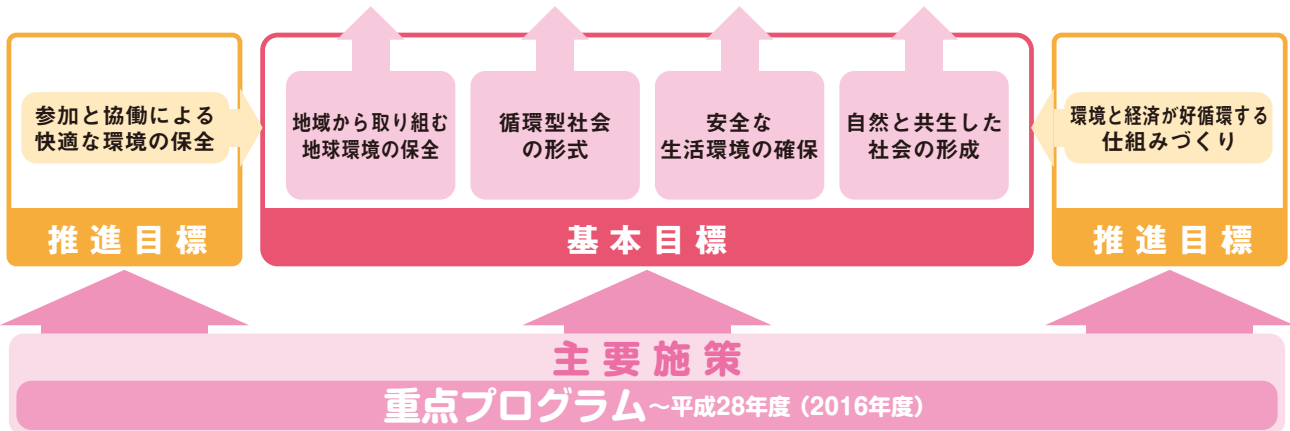 参加と協働による
快適な環境の保全
推進目標
地域から取り組む
地球環境の保全
循環型社会
の形式
安全な
生活環境の確保
自然と共生した
社会の形成
基本目標
環境と経済が好循環する
仕組みづくり
推進目標
主要施策
重点プログラム~平成28年度(2016年度)